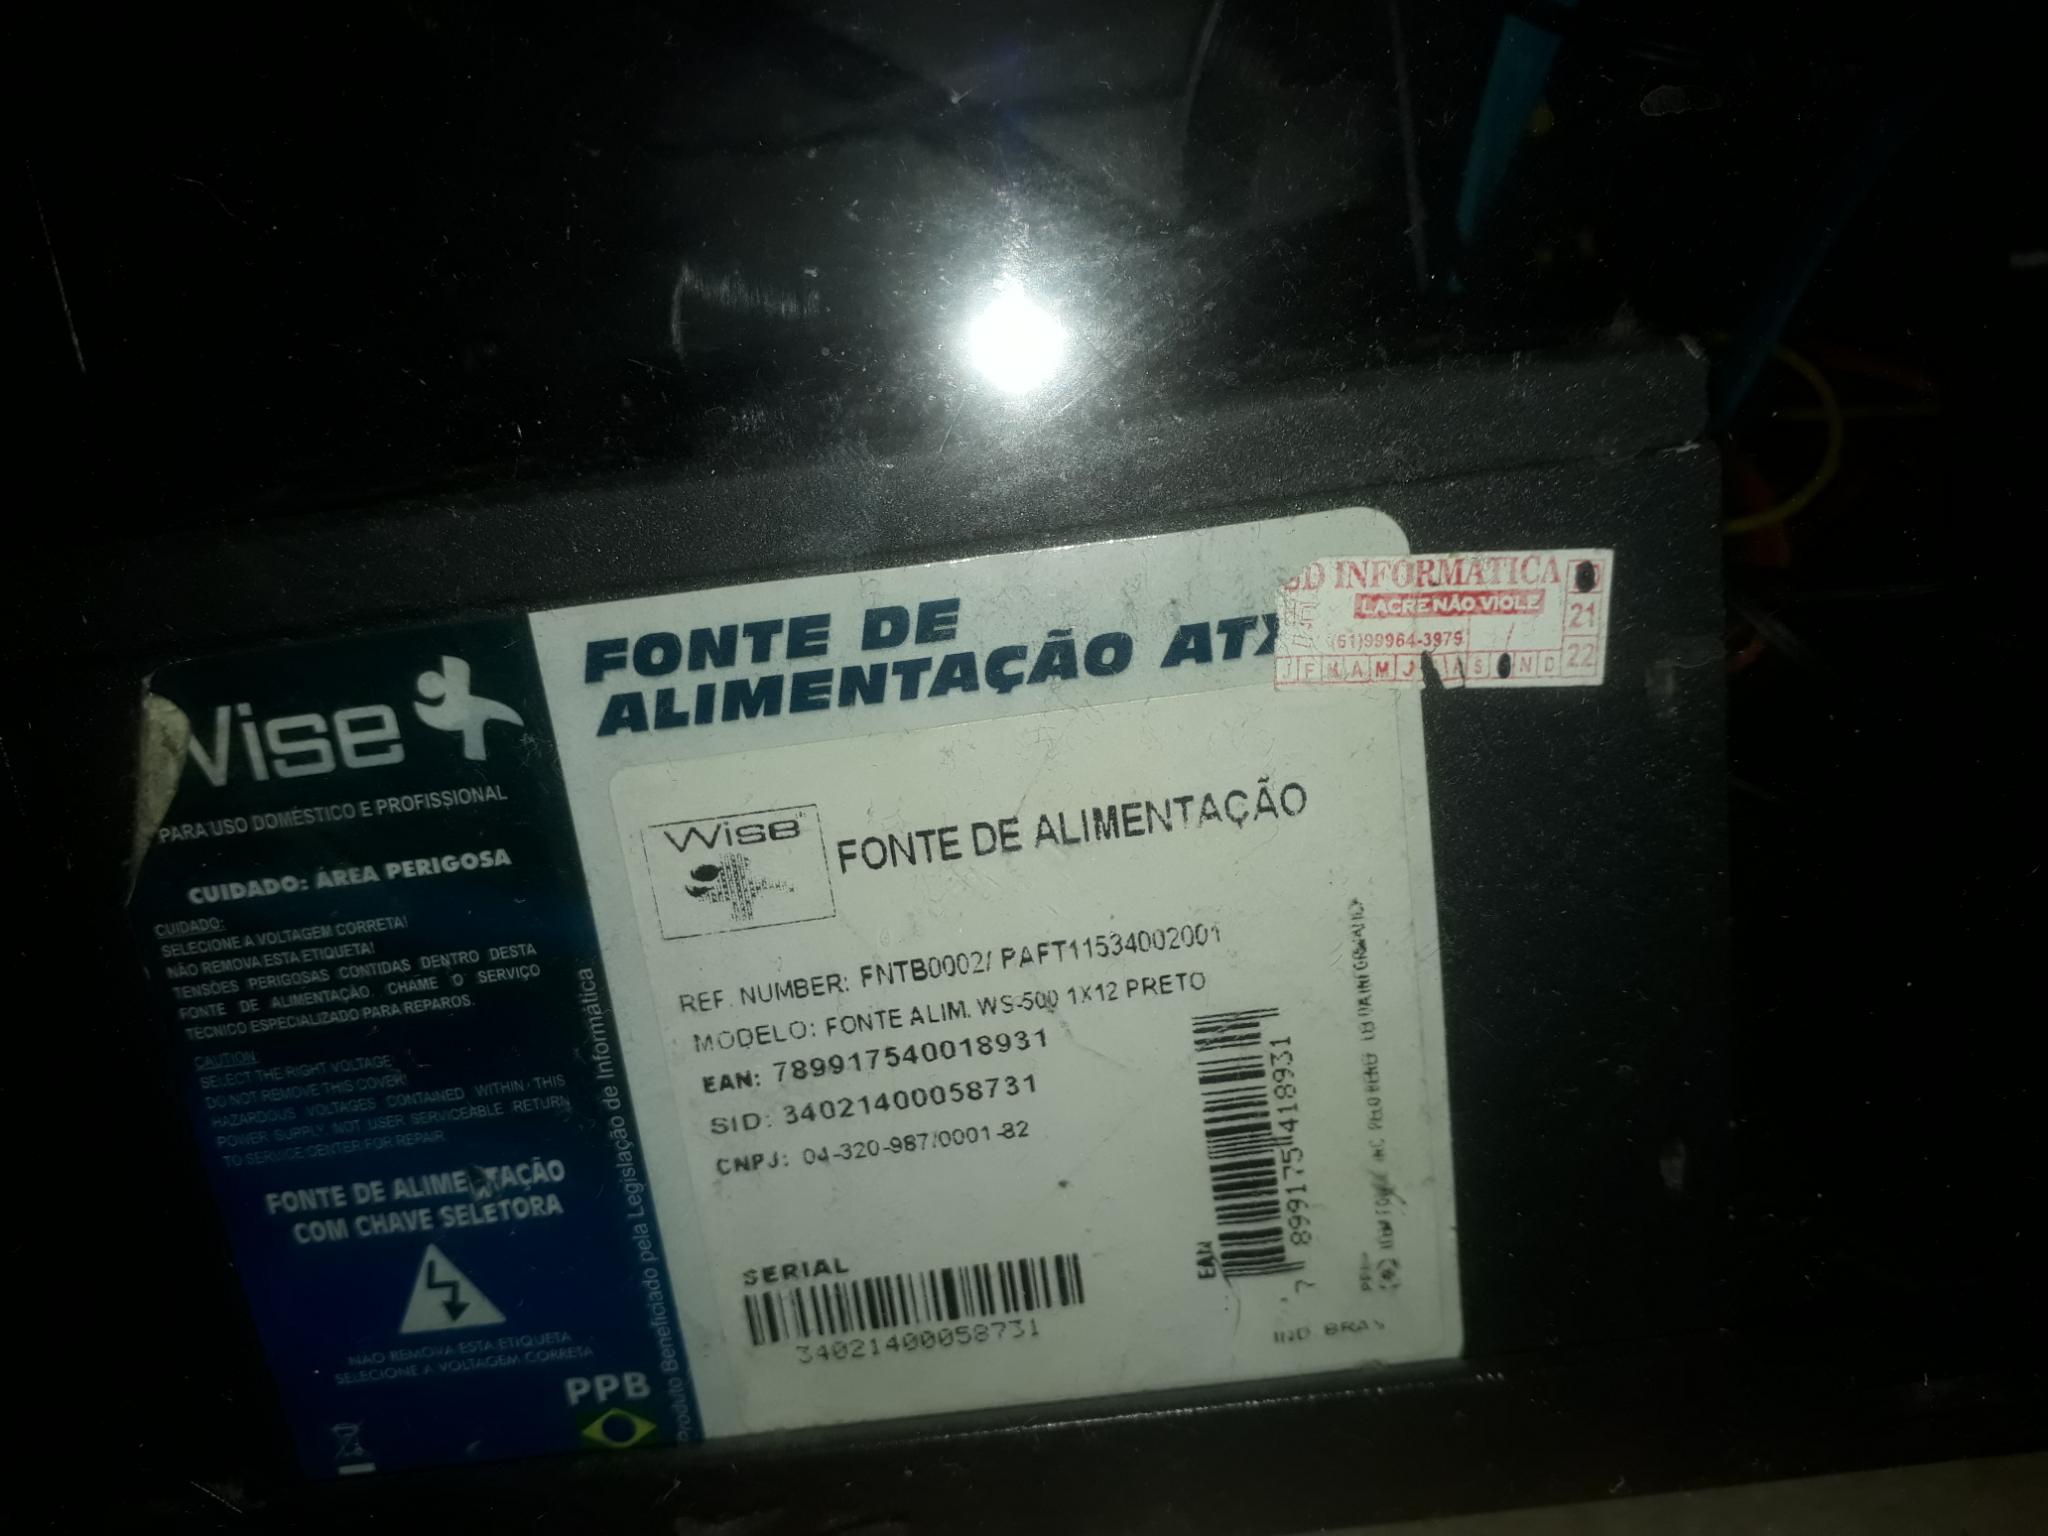 Wise
PARA USO DOMÉSTICO E PROFISSIONAL
CUIDADO: ÁREA PERIGOSA
CUIDADO:
SELECIONE A VOLTAGEM CORRETA!
NÃO REMOVA ESTA ETIQUETA!
TENSÕES PERIGOSAS CONTIDAS DENTRO DESTA
FONTE DE ALIMENTAÇÃO. CHAME O SERVIÇO
TECNICO ESPECIALIZADO PARA REPAROS.
CAUTION:
SELECT THE RIGHT VOLTAGE
DO NOT REMOVE THIS COVER!
HAZARDOUS VOLTAGES CONTAINED WITHIN THIS
POWER SUPPLY NOT USER SERVICEABLE RETURN
TO SERVICE CENTER FOR REPAIR
FONTE DE ALIMENTAÇÃO
COM CHAVE SELETORA
NÃO REMOVA ESTA ETIQUETA
SELECIONE A VOLTAGEM CORRETA
PPB
Produto Beneficiado pela Legislação de Informática
FONTE DE
ALIMENTAÇÃO ATX
D INFORMÁTICA
LACRE NÃO VIOLE
(61)99964-3975
J F M A M J A S N D
21
22
Wise
FONTE DE ALIMENTAÇÃO
REF. NUMBER: FNTB0002/ PAFT11534002001
MODELO: FONTE ALIM. WS-500 1X12 PRETO
EAN: 789917540018931
SID: 34021400058731
CNPJ: 04-320-987/0001-82
SERIAL
34021400058731
EAN
7 899175 418931
IND. BRAS